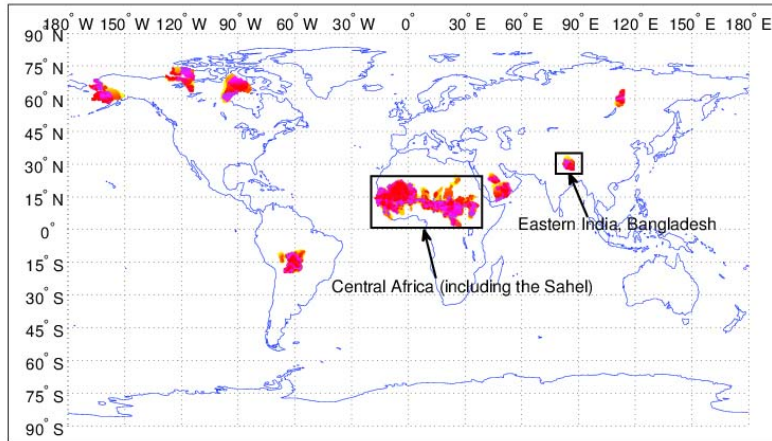 180° W 150° W 120° W 90° W 60° W 30° W 0° E 30° E 60° E 90° E 120° E 150° E 180° E
90° N
75° N
60° N
45° N
30° N
15° N
0°
15° S
30° S
45° S
60° S
75° S
90° S
Eastern India, Bangladesh
Central Africa (including the Sahel)